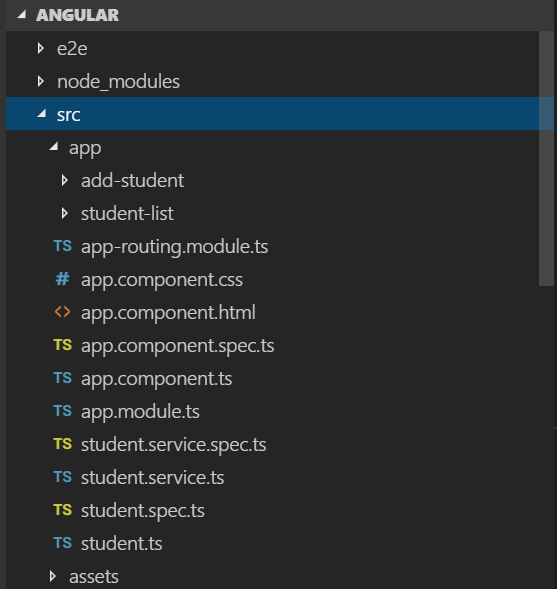 ANGULAR
e2e
node_modules
src
app
add-student
student-list
TS app-routing.module.ts
# app.component.css
<> app.component.html
TS app.component.spec.ts
TS app.component.ts
TS app.module.ts
TS student.service.spec.ts
TS student.service.ts
TS student.spec.ts
TS student.ts
assets